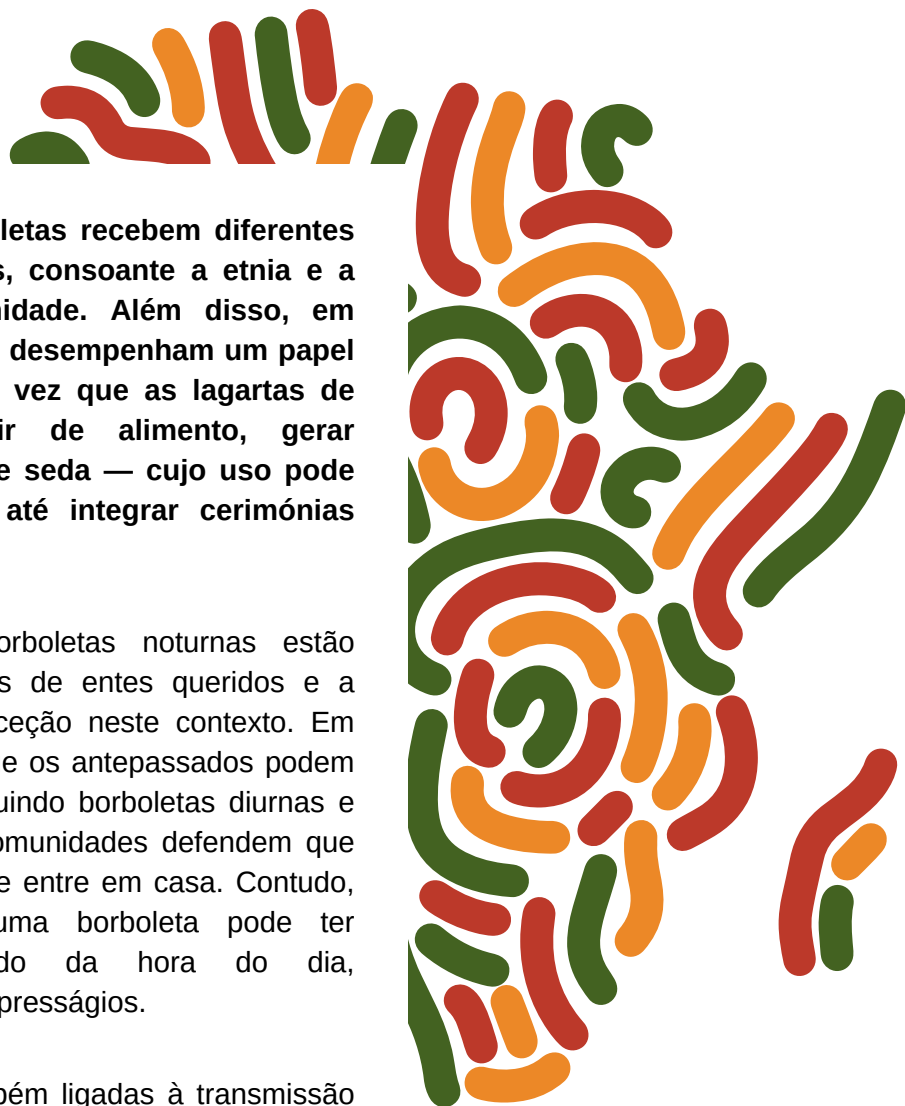 letas recebem diferentes
s, consoante a etnia e a
nidade. Além disso, em
desempenham um papel
vez que as lagartas de
ir de alimento, gerar
e seda — cujo uso pode
até integrar cerimónias
orboletas noturnas estão
s de entes queridos e a
ceção neste contexto. Em
e os antepassados podem
uindo borboletas diurnas e
omunidades defendem que
e entre em casa. Contudo,
uma borboleta pode ter
do da hora do dia,
presságios.
bém ligadas à transmissão